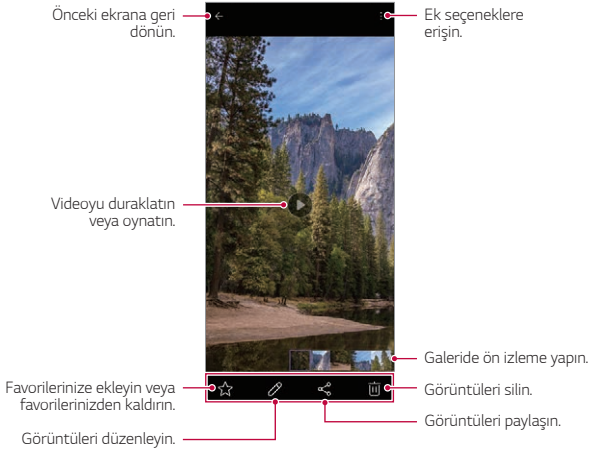 Önceki ekrana geri
dönün.
Ek seçeneklere
erişin.
Videoyu duraklatın
veya oynatın.
Galeride ön izleme yapın.
Favorilerinize ekleyin veya
favorilerinizden kaldırın.
Görüntüleri silin.
Görüntüleri paylaşın.
Görüntüleri düzenleyin.